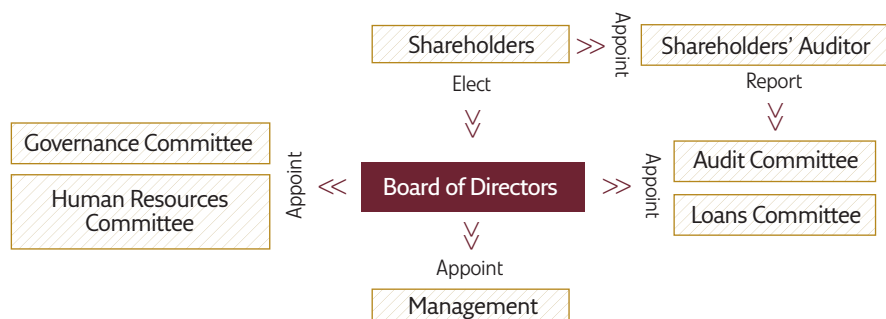 Shareholders
Appoint
Shareholders’ Auditor
Elect
Report
Governance Committee
Human Resources
Committee
Appoint
Board of Directors
Appoint
Audit Committee
Loans Committee
Appoint
Management